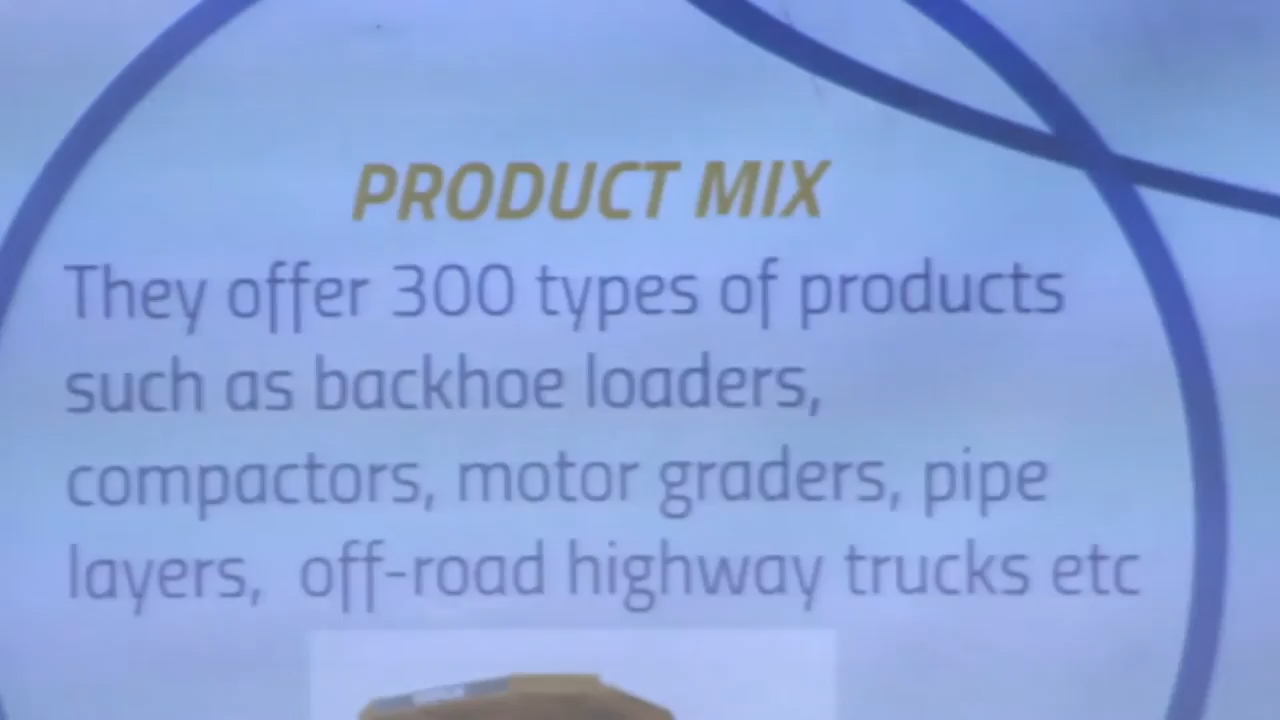 PRODUCT MIX
They offer 300 types of products
such as backhoe loaders,
compactors, motor graders, pipe
layers, off-road highway trucks etc